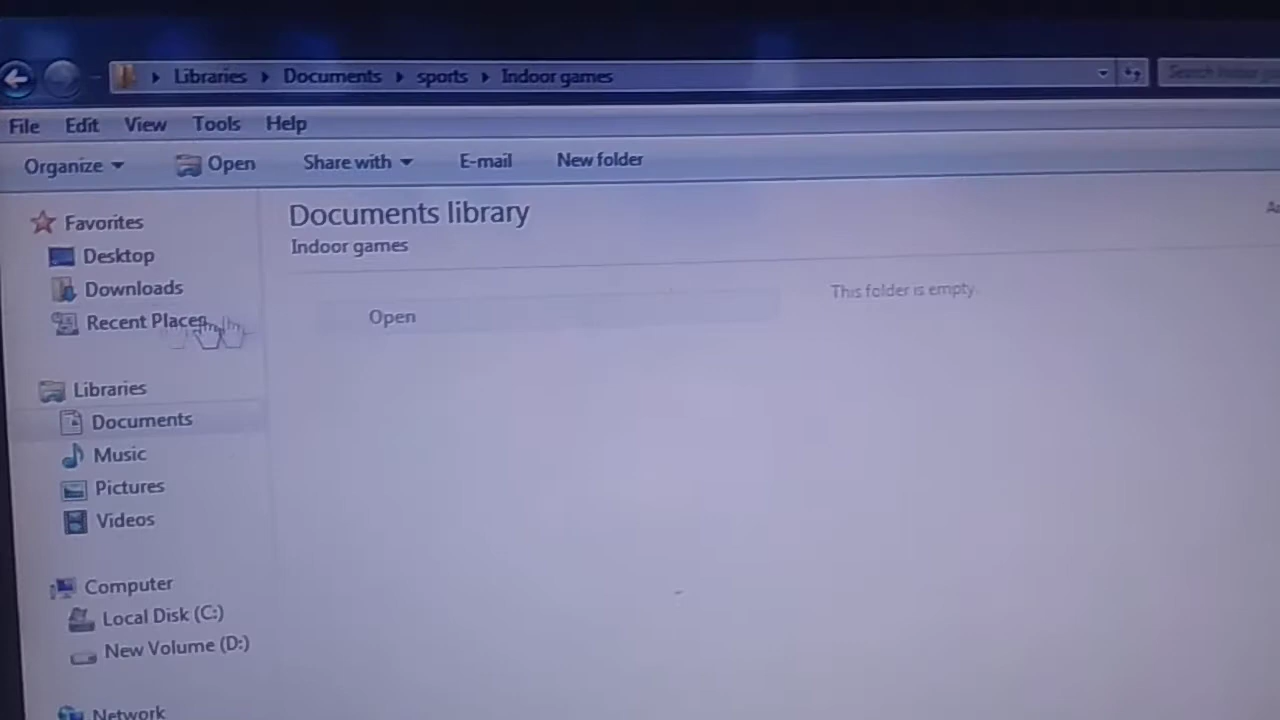 Libraries Documents sports Indoor games Search Indoor
File Edit View Tools Help
Organize Open Share with E-mail New folder
Favorites
Desktop
Downloads
Recent Places
Libraries
Documents
Music
Pictures
Videos
Computer
Local Disk (C:)
New Volume (D:)
Network
Documents library
Indoor games
This folder is empty.
Open